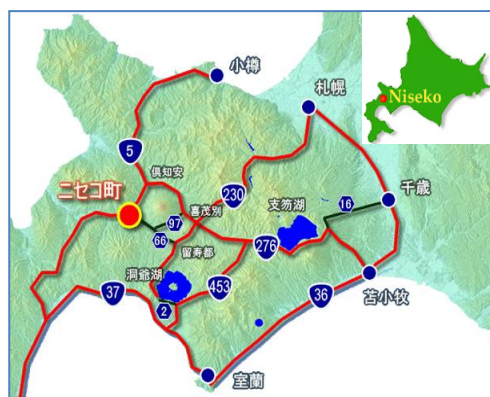 小樽
札幌
Niseko
5
倶知安
ニセコ町
喜茂別
230
支笏湖
16
千歳
97
66
留寿都
276
洞爺湖
37
453
36
苫小牧
2
室蘭